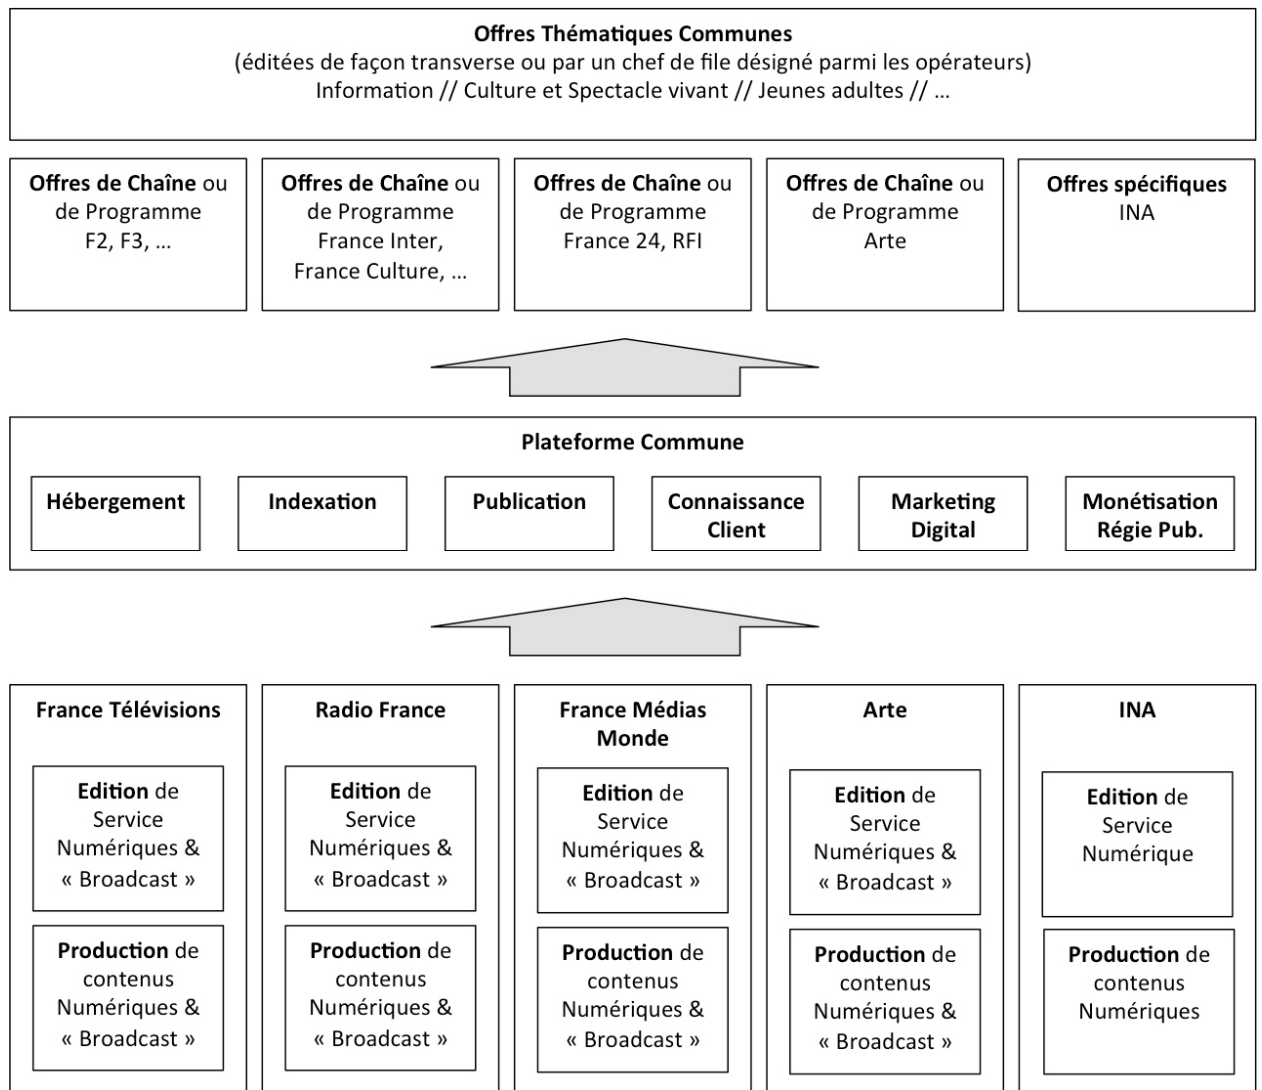 Offres Thématiques Communes
(éditées de façon transverse ou par un chef de file désigné parmi les opérateurs)
Information // Culture et Spectacle vivant // Jeunes adultes // ...
Offres de Chaîne ou
de Programme
F2, F3, ...
Offres de Chaîne ou
de Programme
France Inter,
France Culture, ...
Offres de Chaîne ou
de Programme
France 24, RFI
Offres de Chaîne ou
de Programme
Arte
Offres spécifiques
INA
Plateforme Commune
Hébergement
Indexation
Publication
Connaissance
Client
Marketing
Digital
Monétisation
Régie Pub.
France Télévisions
Edition de
Service
Numériques &
« Broadcast »
Production de
contenus
Numériques &
« Broadcast »
Radio France
Edition de
Service
Numériques &
« Broadcast »
Production de
contenus
Numériques &
« Broadcast »
France Médias
Monde
Edition de
Service
Numériques &
« Broadcast »
Production de
contenus
Numériques &
« Broadcast »
Arte
Edition de
Service
Numériques &
« Broadcast »
Production de
contenus
Numériques &
« Broadcast »
INA
Edition de
Service
Numérique
Production de
contenus
Numériques